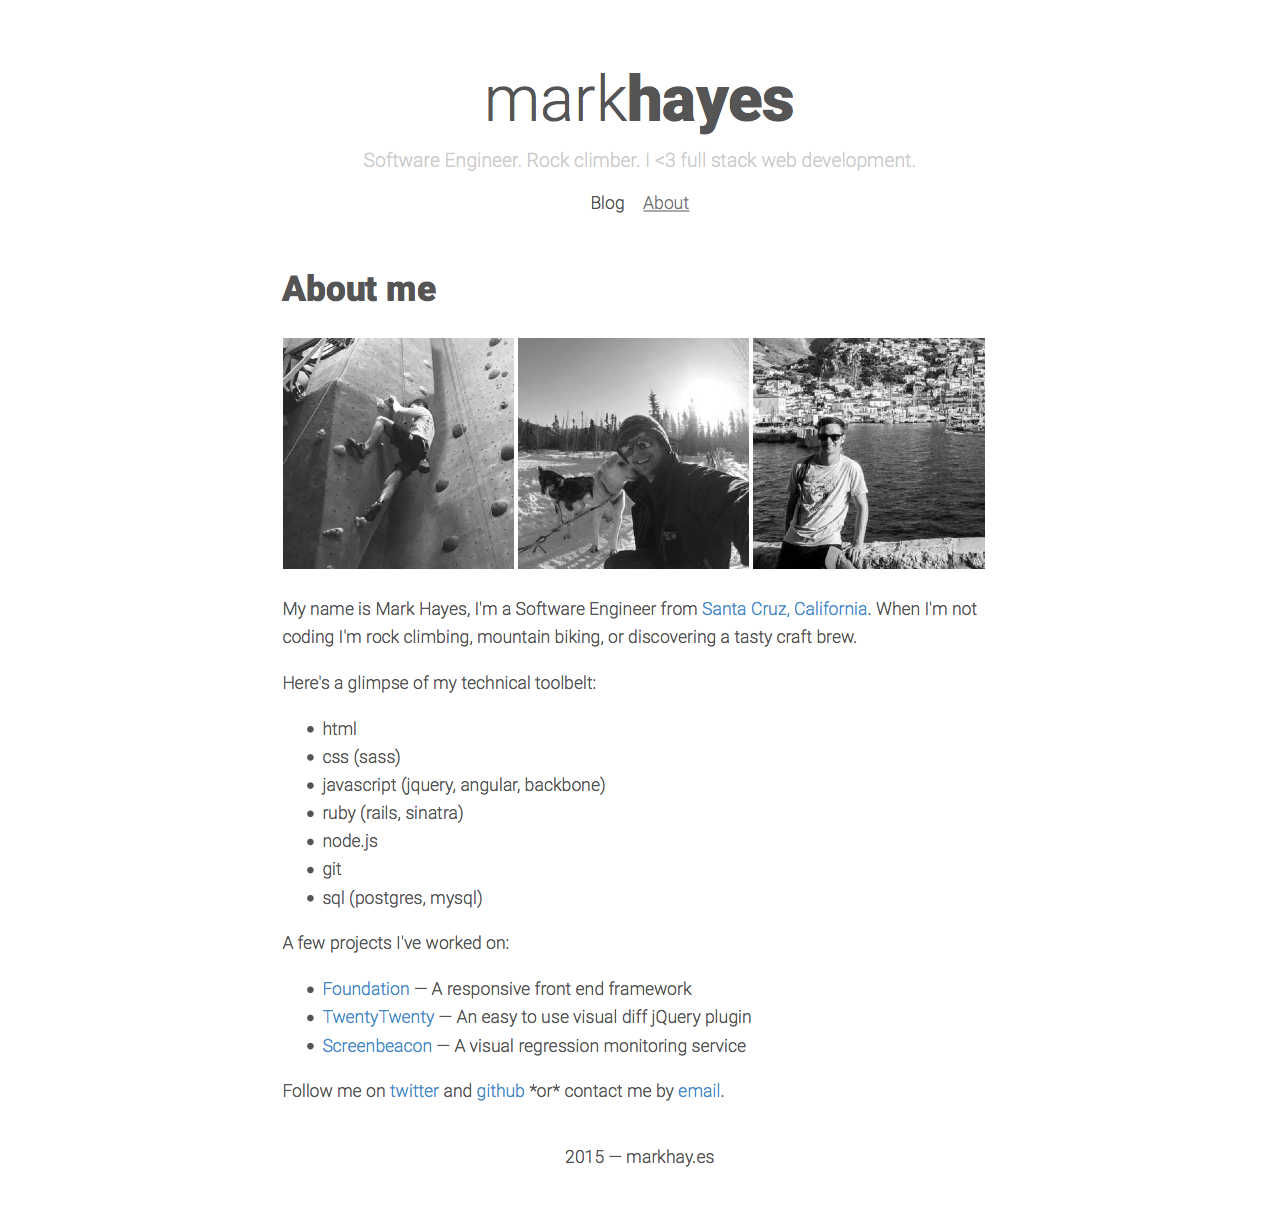 markhayes
Software Engineer. Rock climber. I <3 full stack web development.
Blog About
About me
My name is Mark Hayes, I'm a Software Engineer from Santa Cruz, California. When I'm not
coding I'm rock climbing, mountain biking, or discovering a tasty craft brew.
Here's a glimpse of my technical toolbelt:
• html
• css (sass)
• javascript (jquery, angular, backbone)
• ruby (rails, sinatra)
• node.js
• git
• sql (postgres, mysql)
A few projects I've worked on:
• Foundation — A responsive front end framework
• TwentyTwenty — An easy to use visual diff jQuery plugin
• Screenbeacon — A visual regression monitoring service
Follow me on twitter and github *or* contact me by email.
2015 — markhay.es